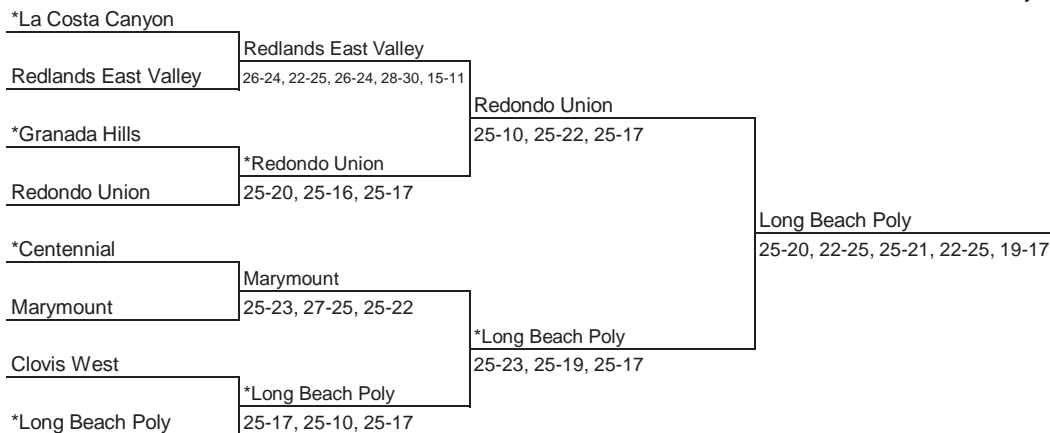 *La Costa Canyon
Redlands East Valley
Redlands East Valley
26-24, 22-25, 26-24, 28-30, 15-11
Redondo Union
25-10, 25-22, 25-17
*Granada Hills
*Redondo Union
Redondo Union
25-20, 25-16, 25-17
Long Beach Poly
25-20, 22-25, 25-21, 22-25, 19-17
*Centennial
Marymount
Marymount
25-23, 27-25, 25-22
*Long Beach Poly
25-23, 25-19, 25-17
Clovis West
*Long Beach Poly
*Long Beach Poly
25-17, 25-10, 25-17